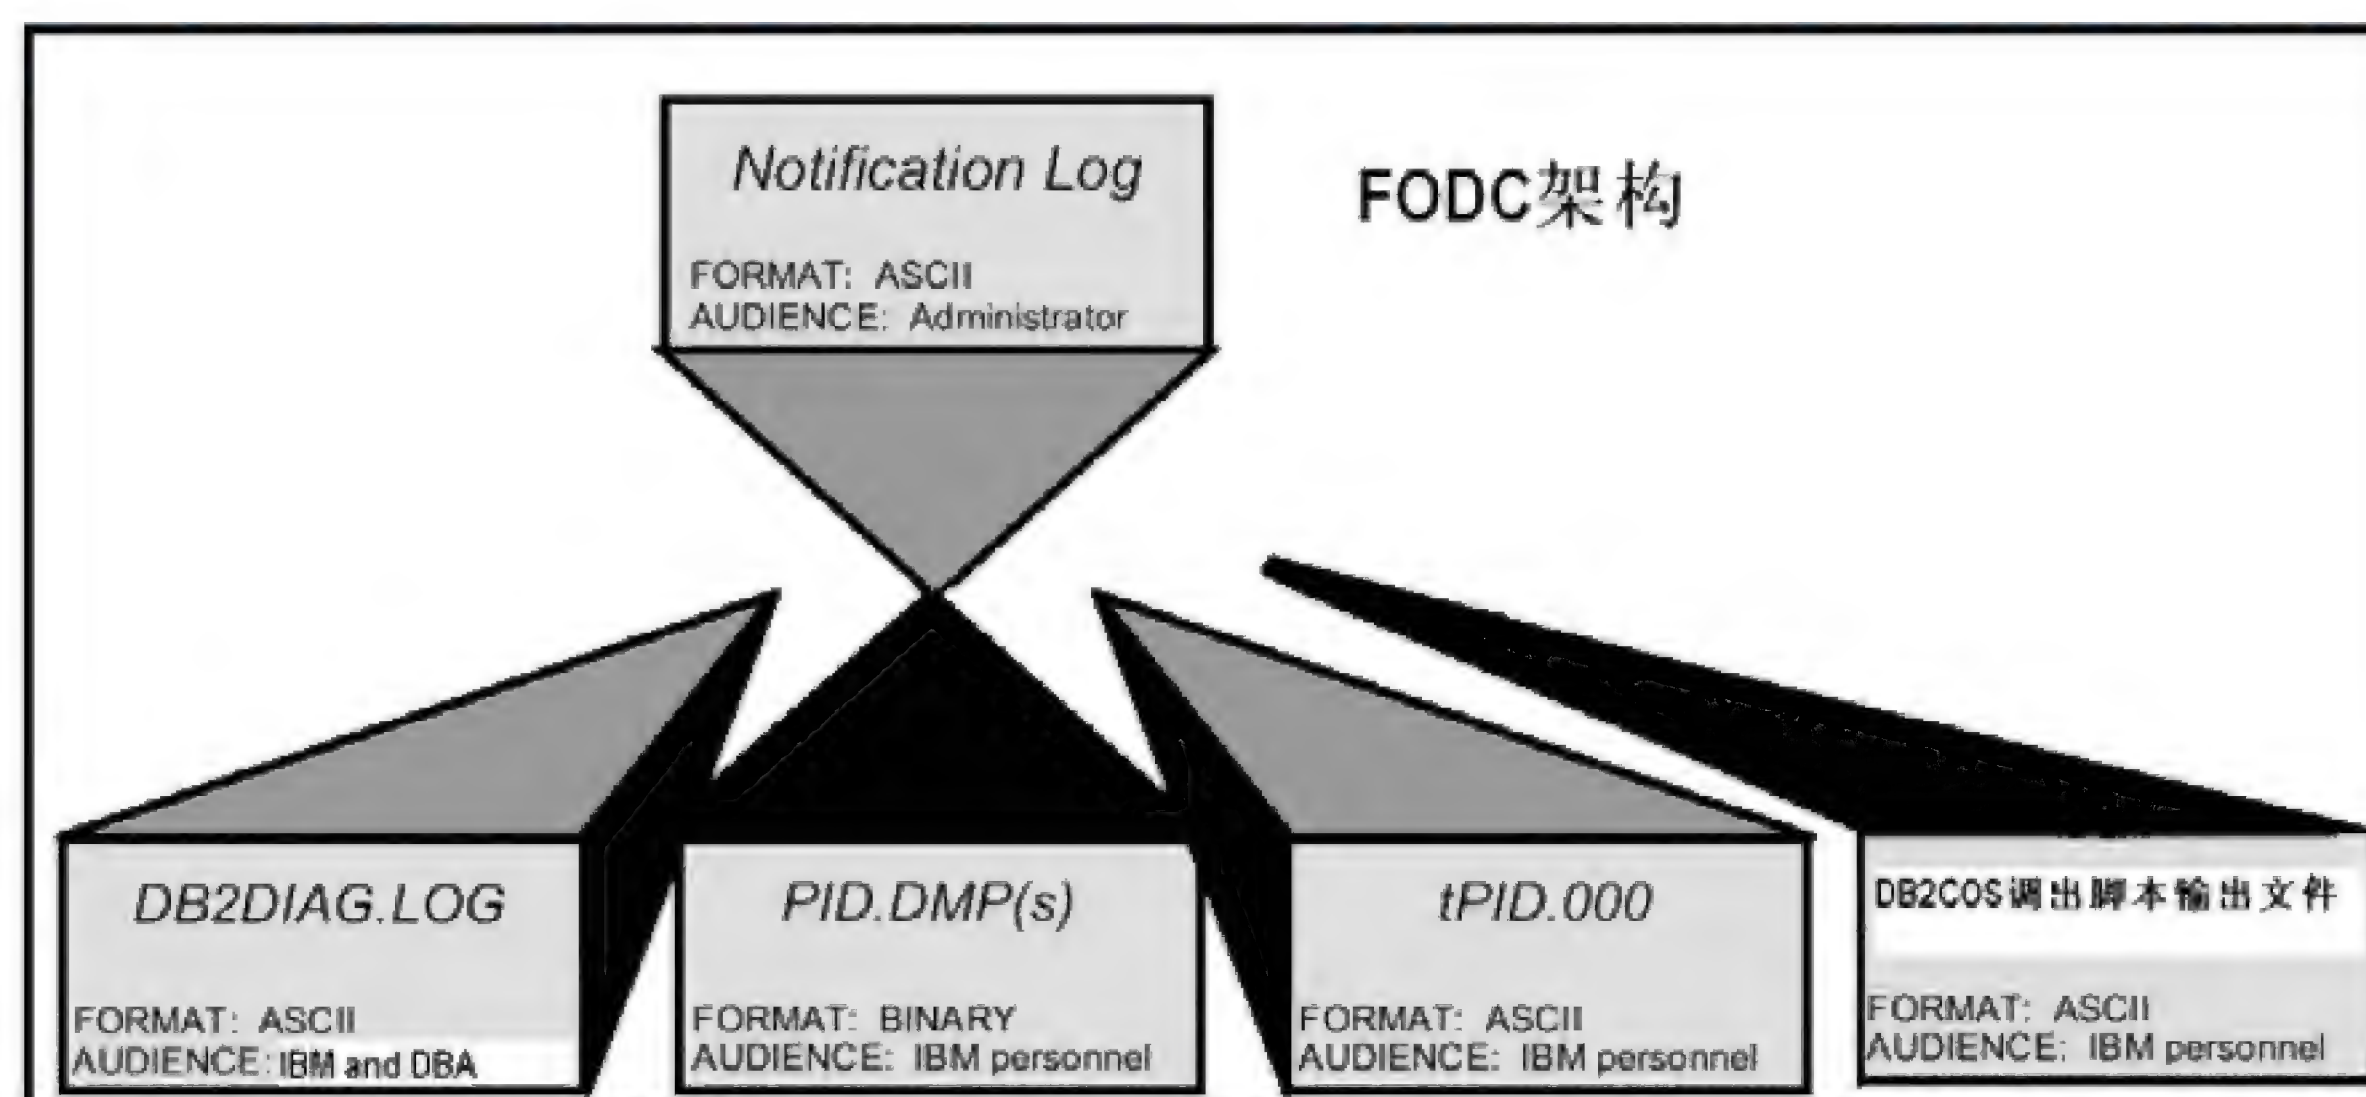 Notification Log
FORMAT: ASCII
AUDIENCE: Administrator
FODC架构
DB2DIAG.LOG
FORMAT: ASCII
AUDIENCE: IBM and DBA
PID.DMP(s)
FORMAT: BINARY
AUDIENCE: IBM personnel
tPID.000
FORMAT: ASCII
AUDIENCE: IBM personnel
DB2COS调出脚本输出文件
FORMAT: ASCII
AUDIENCE: IBM personnel